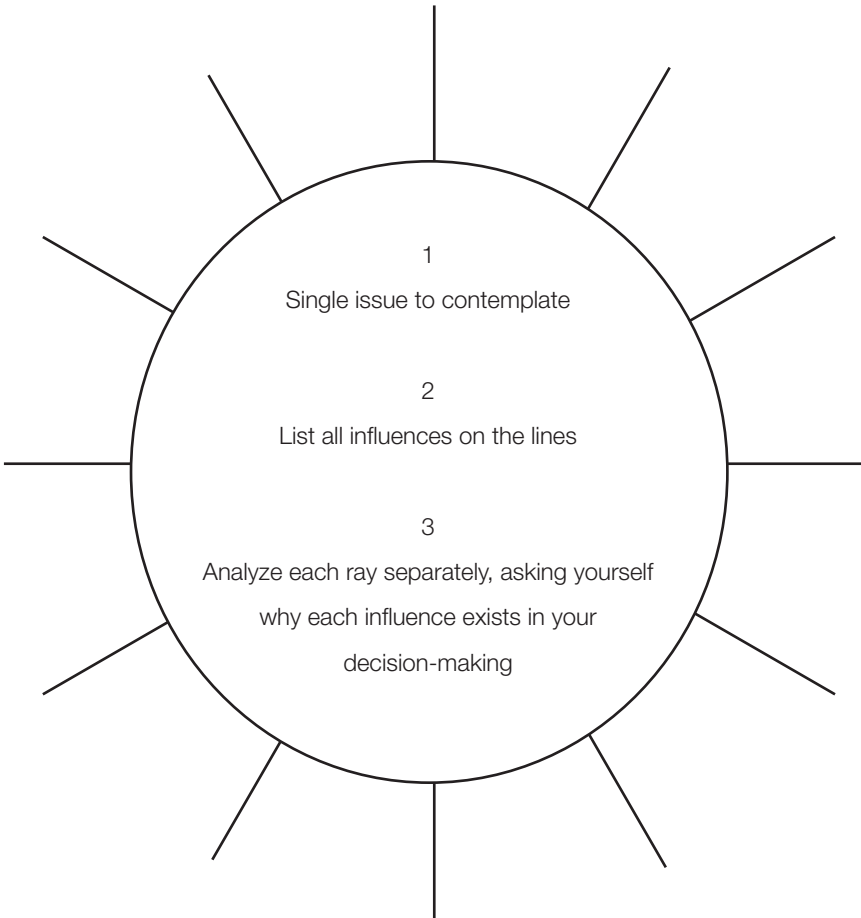 1
Single issue to contemplate
2
List all influences on the lines
3
Analyze each ray separately, asking yourself
why each influence exists in your
decision-making